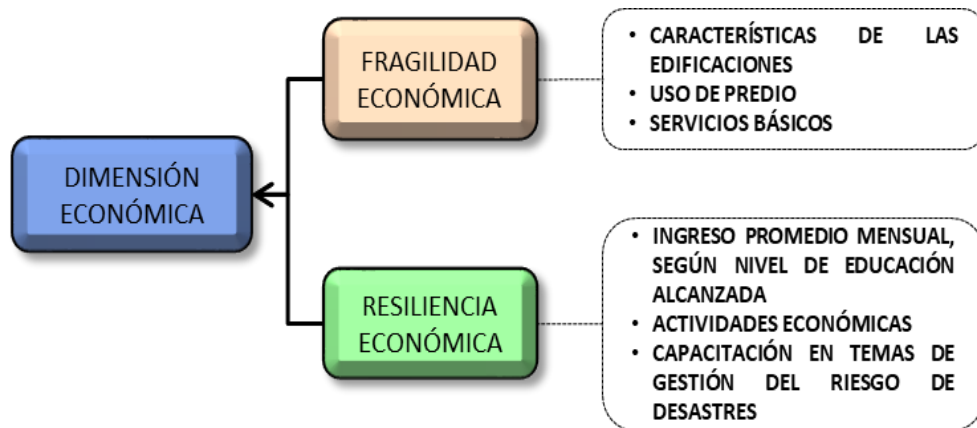 FRAGILIDAD
ECONÓMICA
• CARACTERÍSTICAS DE LAS
EDIFICACIONES
• USO DE PREDIO
• SERVICIOS BÁSICOS
DIMENSIÓN
ECONÓMICA
RESILIENCIA
ECONÓMICA
• INGRESO PROMEDIO MENSUAL,
SEGÚN NIVEL DE EDUCACIÓN
ALCANZADA
• ACTIVIDADES ECONÓMICAS
• CAPACITACIÓN EN TEMAS DE
GESTIÓN DEL RIESGO DE
DESASTRES